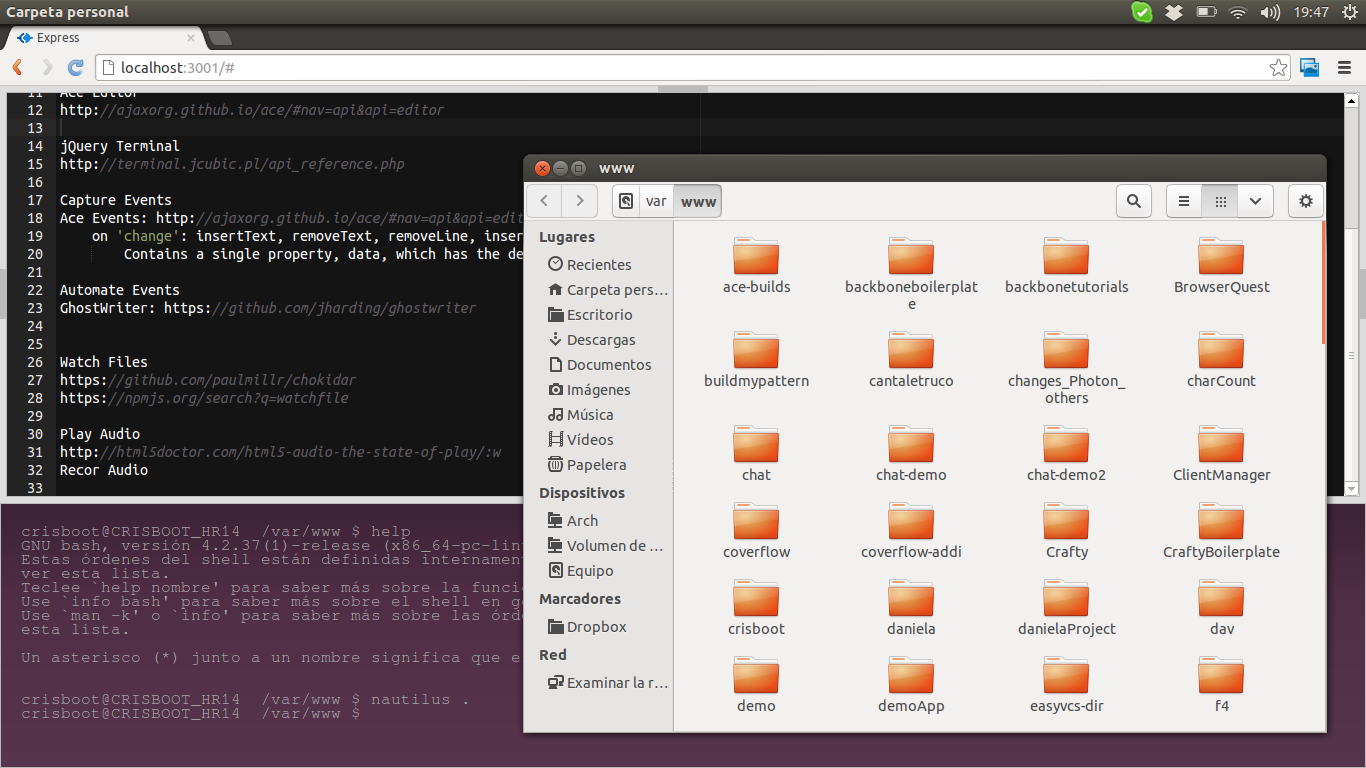 Carpeta personal
19:47
Express
localhost:3001/#
11 Ace Editor
12 http://ajaxorg.github.io/ace/#nav=api&api=editor
13
14 jQuery Terminal
15 http://terminal.jcubic.pl/api_reference.php
16
17 Capture Events
18 Ace Events: http://ajaxorg.github.io/ace/#nav=api&api=edit
19 on 'change': insertText, removeText, removeLine, inser
20 Contains a single property, data, which has the de
21
22 Automate Events
23 GhostWriter: https://github.com/jharding/ghostwriter
24
25
26 Watch Files
27 https://github.com/paulmillr/chokidar
28 https://npmjs.org/search?q=watchfile
29
30 Play Audio
31 http://html5doctor.com/html5-audio-the-state-of-play/:w
32 Recor Audio
33
crisboot@CRISBOOT_HR14 /var/www $ help
GNU bash, versión 4.2.37(1)-release (x86_64-pc-lin
Estas órdenes del shell están definidas internamen
ver esta lista.
Teclee `help nombre' para saber más sobre la funci
Use `info bash' para saber más sobre el shell en g
Use `man -k' o `info' para saber más sobre las órd
esta lista.
Un asterisco (*) junto a un nombre significa que e
crisboot@CRISBOOT_HR14 /var/www $ nautilus .
crisboot@CRISBOOT_HR14 /var/www $
www
var www
Lugares
Recientes
Carpeta pers...
Escritorio
Descargas
Documentos
Imágenes
Música
Vídeos
Papelera
Dispositivos
Arch
Volumen de ...
Equipo
Marcadores
Dropbox
Red
Examinar la r...
ace-builds
backboneboilerplat
e
backbonetutorials
BrowserQuest
buildmypattern
cantaletruco
changes_Photon_
others
charCount
chat
chat-demo
chat-demo2
ClientManager
coverflow
coverflow-addi
Crafty
CraftyBoilerplate
crisboot
daniela
danielaProject
dav
demo
demoApp
easyvcs-dir
f4